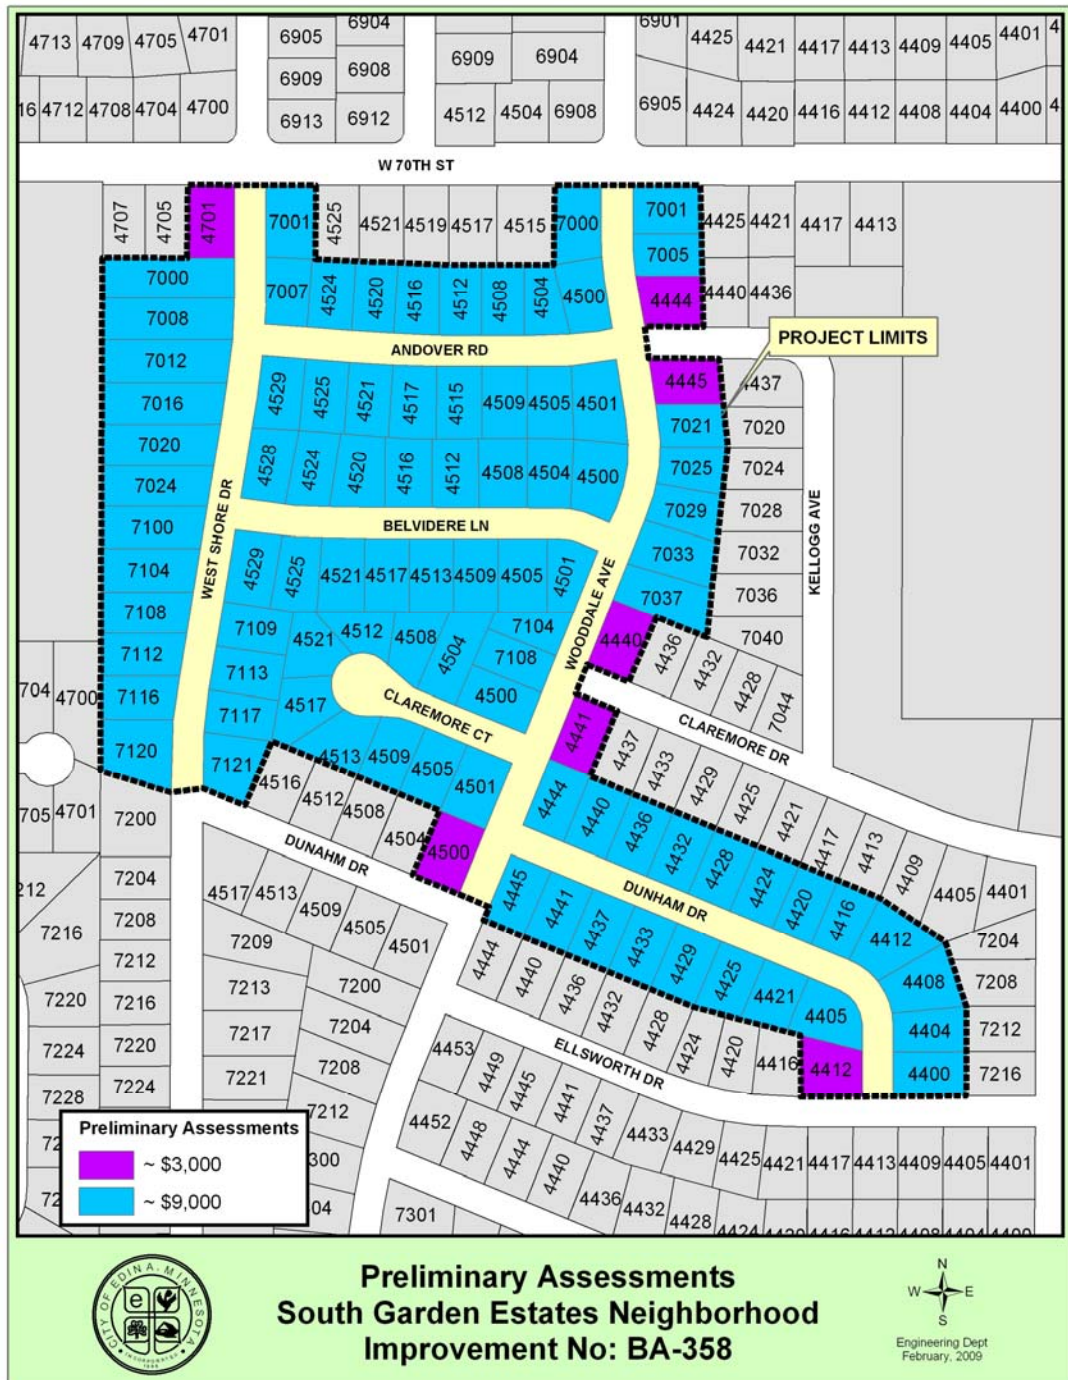 4713 4709 4705 4701 6905 6904 6909 6904 6901 4425 4421 4417 4413 4409 4405 4401
6909 6908
16 4712 4708 4704 4700 6913 6912 4512 4504 6908 6905 4424 4420 4416 4412 4408 4404 4400
W 70TH ST
4707 4705 4701 7001 4525 4521 4519 4517 4515 7000 7001 4425 4421 4417 4413
7005
7000 7007 4524 4520 4516 4512 4508 4504 4500 4444 4440 4436
7008
PROJECT LIMITS
ANDOVER RD
7012 4445 4437
7016 4529 4525 4521 4517 4515 4509 4505 4501 7021 7020
7020 4528 4524 4520 4516 4512 4508 4504 4500 7025 7024
7024 7029 7028
WEST SHORE DR
KELLOGG AVE
BELVIDERE LN
7100 7033 7032
7104 4529 4525 4521 4517 4513 4509 4505 4501 7037 7036
WOODDALE AVE
7108 7109 4521 4512 4508 4504 7104 4440 4436 4432 4428 7044 7040
7112 7113 7108
7116 4517 4500
704 4700 7117
CLAREMORE CT
CLAREMORE DR
7120 7121 4513 4509 4505 4501 4441 4437 4433 4429 4425 4421 4417 4413 4409 4405 4401
4516 4512 4508 4504 4500 4444 4440 4436 4432 4428 4424 4420 4416 4412 4408 4404 4400
705 4701 7200
DUNAHM DR
DUNHAM DR
212 7204 4517 4513 4509 4505 4501 4445 4441 4437 4433 4429 4425 4421 4405 4412
7216 7208 7209 7204
7212 7213 7200 4444 4440 4436 4432 4428 4424 4420 4416 7208
7220 7216 7217 7204 7212
7224 7220 7221 7208 7216
7228 7224 7212
ELLSWORTH DR
4453 4449 4445 4441 4437 4433 4429 4425 4421 4417 4413 4409 4405 4401
4452 4448 4444 4440 4436 4432 4428
300
304
7301
Preliminary Assessments
~ $3,000
~ $9,000
CITY OF EDINA, MINNESOTA
INCORPORATED
1888
e
Preliminary Assessments
South Garden Estates Neighborhood
Improvement No: BA-358
N
W E
S
Engineering Dept
February, 2009